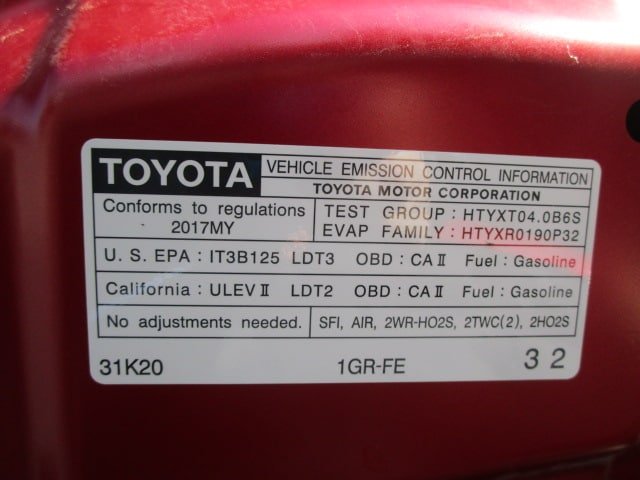 TOYOTA VEHICLE EMISSION CONTROL INFORMATION
TOYOTA MOTOR CORPORATION
Conforms to regulations
2017MY
TEST GROUP : HTYXT04.0B6S
EVAP FAMILY : HTYXR0190P32
U. S. EPA : IT3B125 LDT3 OBD : CA II Fuel : Gasoline
California : ULEV II LDT2 OBD : CA II Fuel : Gasoline
No adjustments needed. SFI, AIR, 2WR-HO2S, 2TWC(2), 2HO2S
31K20 1GR-FE 3 2